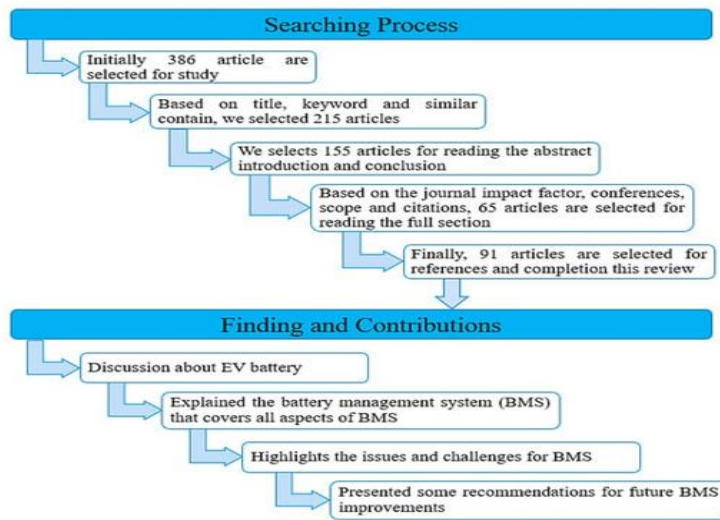 Searching Process
Initially 386 article are
selected for study
Based on title, keyword and similar
contain, we selected 215 articles
We selects 155 articles for reading the abstract
introduction and conclusion
Based on the journal impact factor, conferences,
scope and citations, 65 articles are selected for
reading the full section
Finally, 91 articles are selected for
references and completion this review
Finding and Contributions
Discussion about EV battery
Explained the battery management system (BMS)
that covers all aspects of BMS
Highlights the issues and challenges for BMS
Presented some recommendations for future BMS
improvements